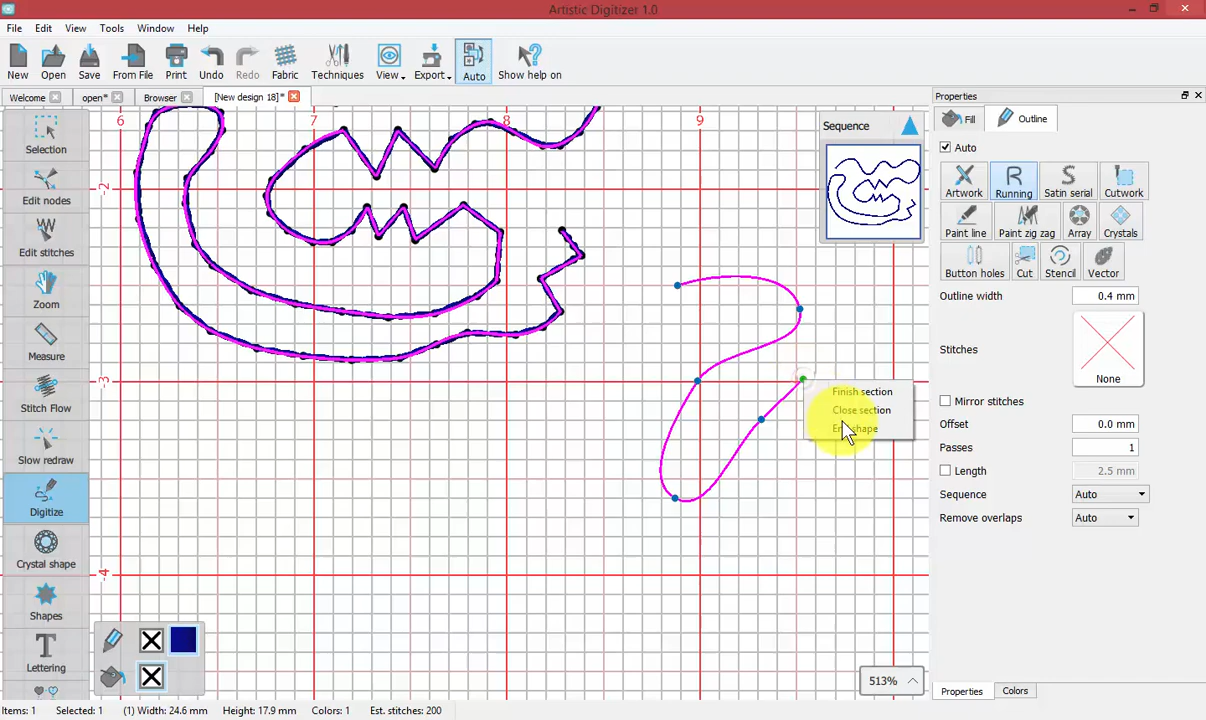 Artistic Digitizer 1.0
File Edit View Tools Window Help
New Open Save From File Print Undo Redo Fabric Techniques View Export Auto Show help on
Welcome open* Browser [New design 18]*
Selection
Edit nodes
Edit stitches
Zoom
Measure
Stitch Flow
Slow redraw
Digitize
Crystal shape
Shapes
Lettering
6 7 8 9
-2
-3
-4
Sequence
Finish section
Close section
End shape
513%
Properties
Fill Outline
Auto
Artwork Running Satin serial Cutwork
Paint line Paint zig zag Array Crystals
Button holes Cut Stencil Vector
Outline width 0.4 mm
Stitches
None
Mirror stitches
Offset 0.0 mm
Passes 1
Length 2.5 mm
Sequence Auto
Remove overlaps Auto
Properties Colors
Items: 1 Selected: 1 (1) Width: 24.6 mm Height: 17.9 mm Colors: 1 Est. stitches: 200